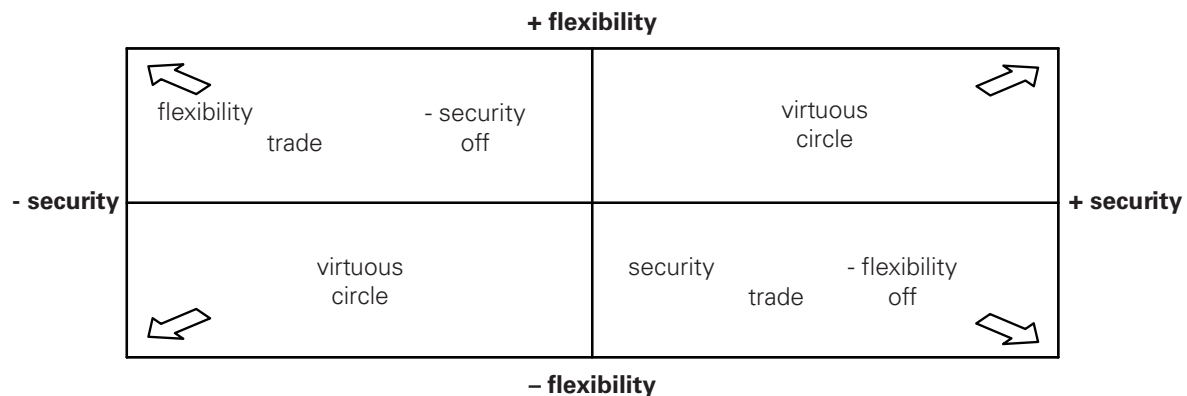 + flexibility
flexibility - security
trade off
virtuous
circle
- security
+ security
virtuous
circle
security - flexibility
trade off
– flexibility